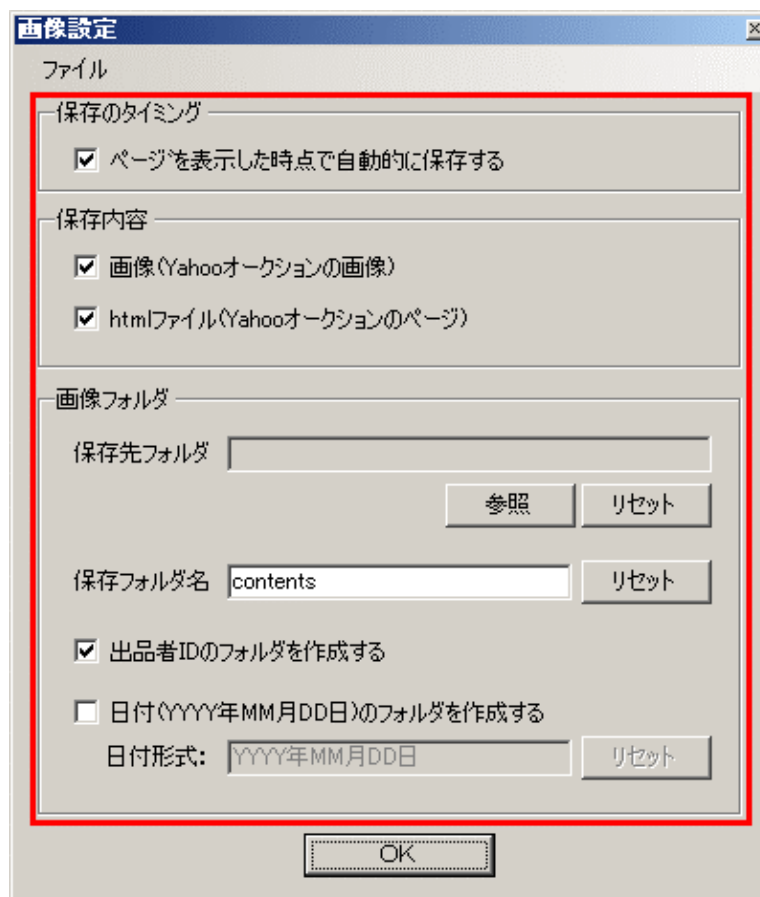 画像設定
ファイル
保存のタイミング
ページを表示した時点で自動的に保存する
保存内容
画像(Yahooオークションの画像)
htmlファイル(Yahooオークションのページ)
画像フォルダ
保存先フォルダ
参照 リセット
保存フォルダ名 contents リセット
出品者IDのフォルダを作成する
日付(YYYY年MM月DD日)のフォルダを作成する
日付形式: YYYY年MM月DD日 リセット
OK